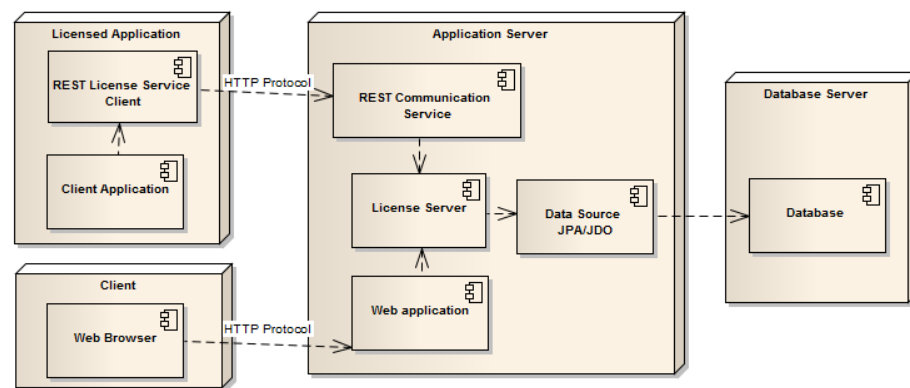 Licensed Application
REST License Service
Client
Client Application
HTTP Protocol
Application Server
REST Communication
Service
License Server
Data Source
JPA/JDO
Web application
Database Server
Database
Client
Web Browser
HTTP Protocol